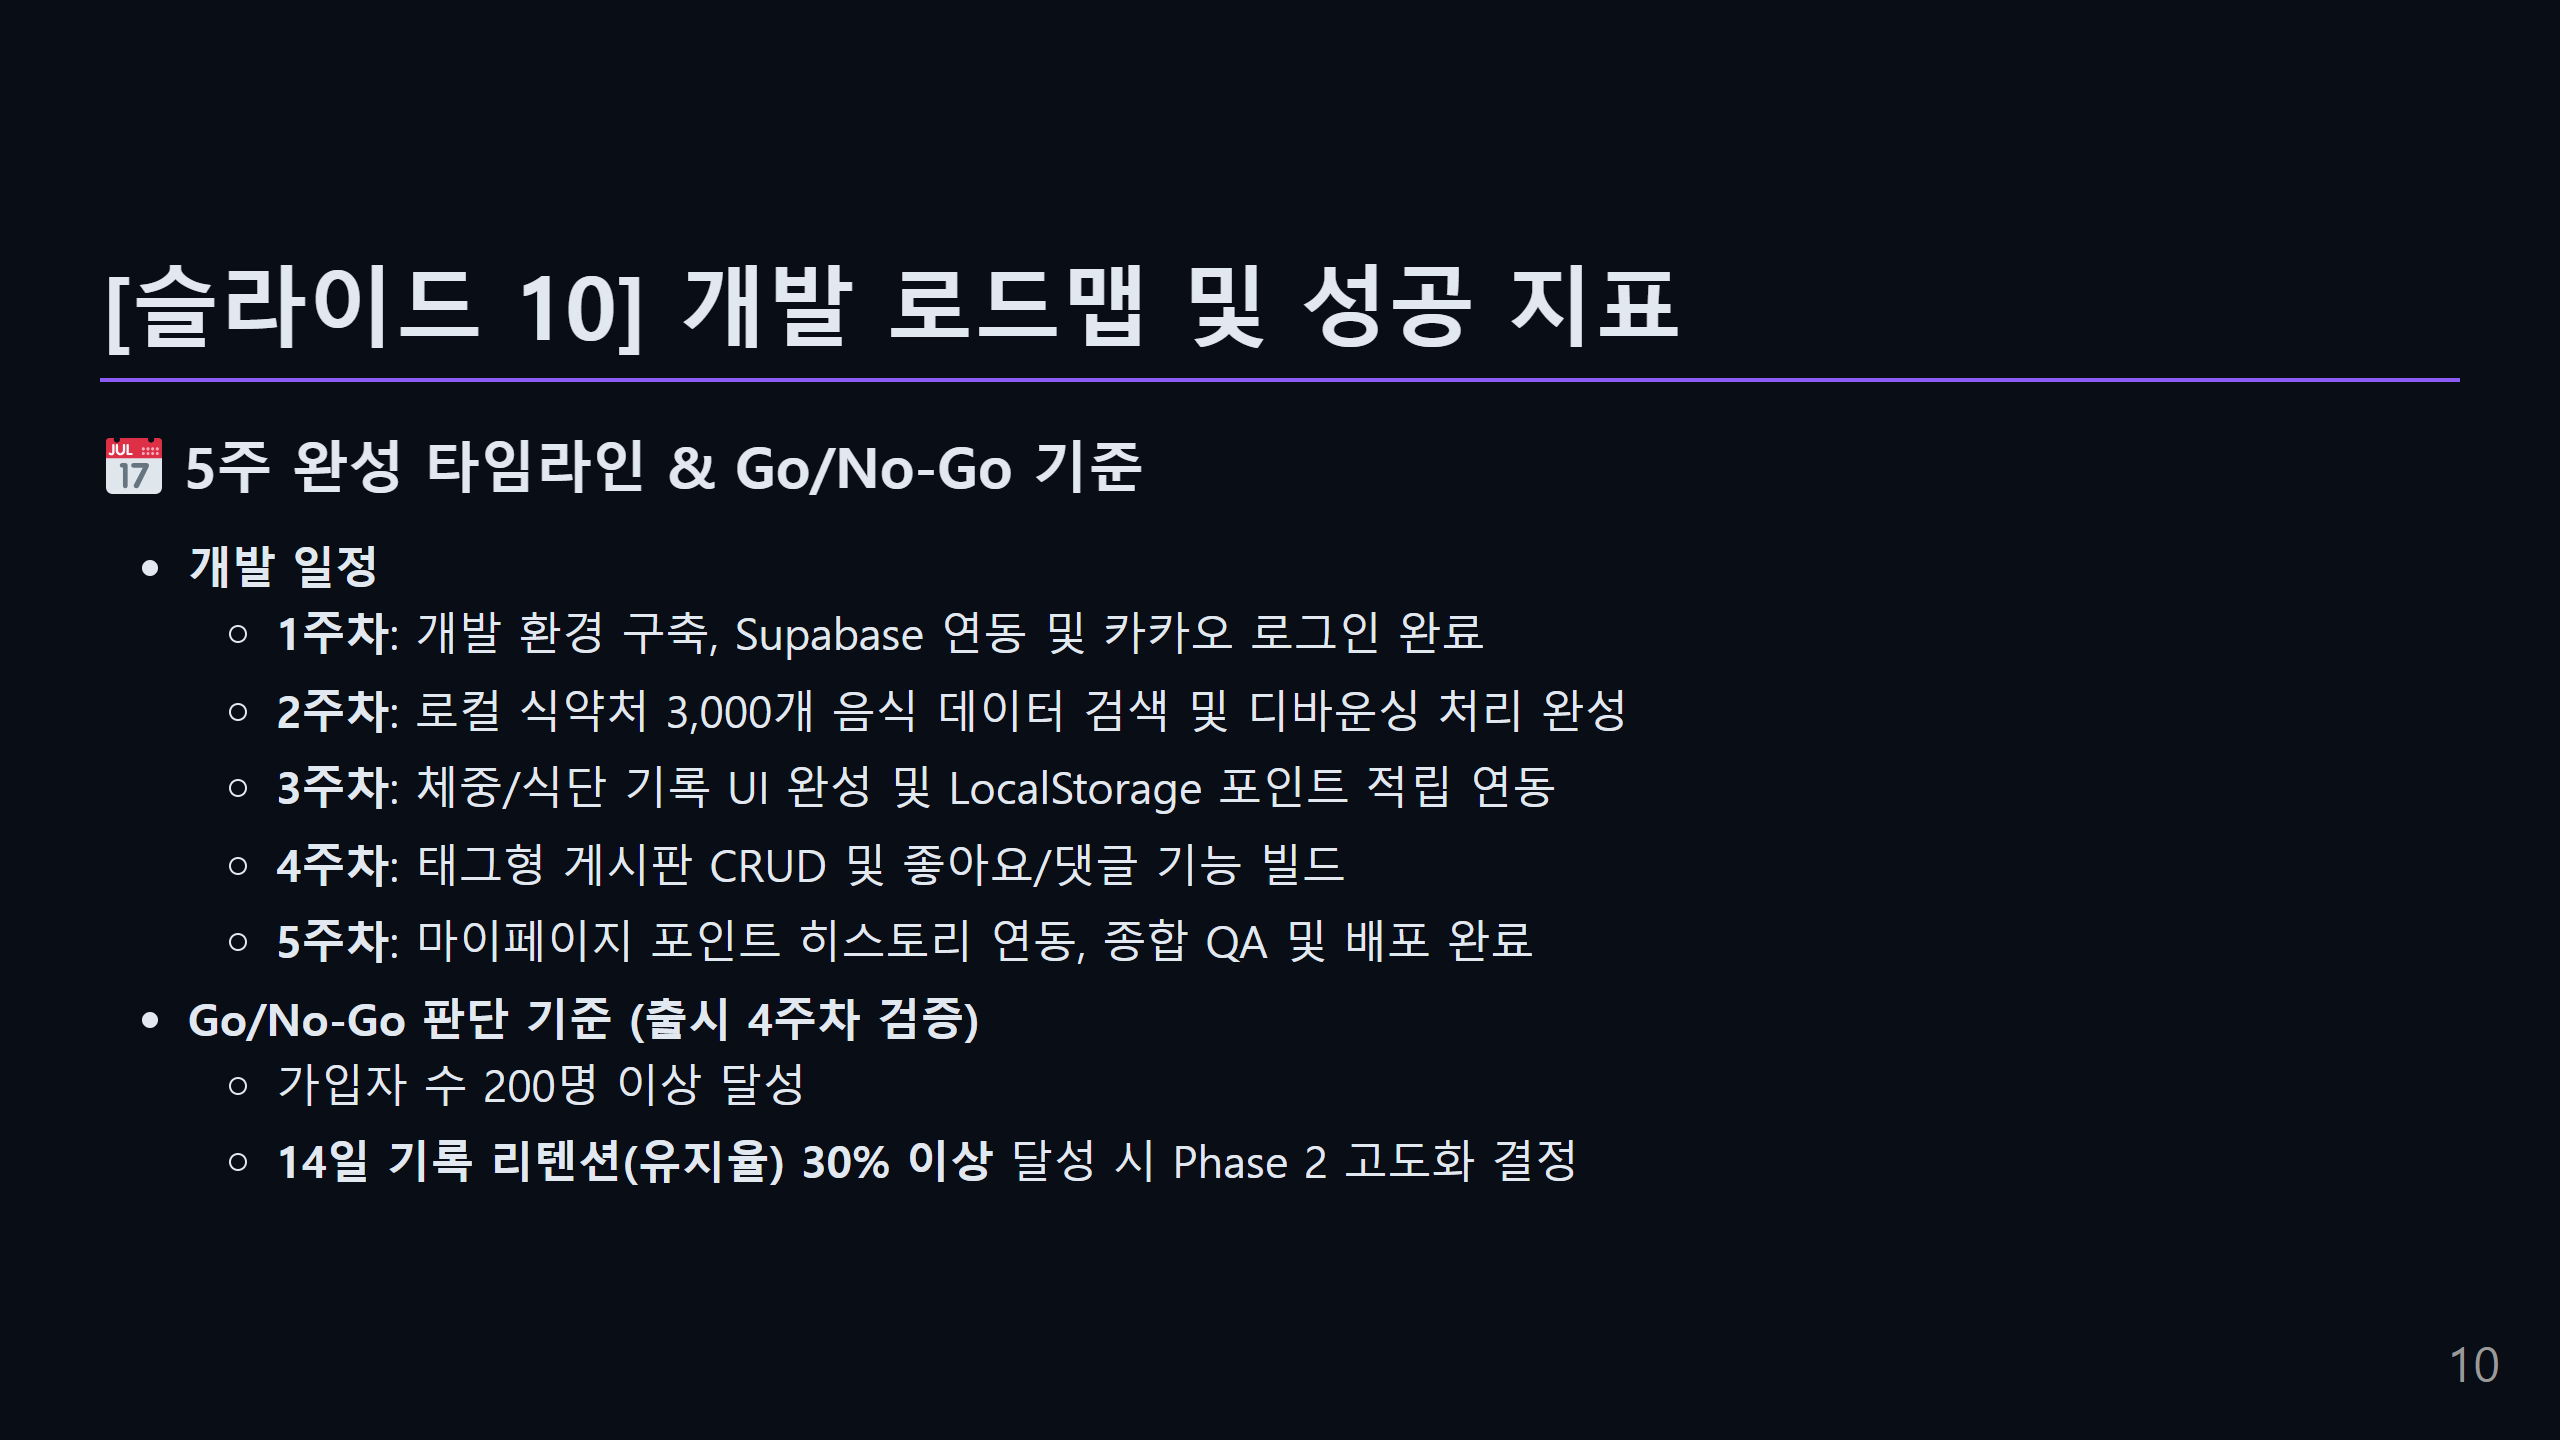 [슬라이드 10] 개발 로드맵 및 성공 지표
JUL 17 5주 완성 타임라인 & Go/No-Go 기준
개발 일정
1주차: 개발 환경 구축, Supabase 연동 및 카카오 로그인 완료
2주차: 로컬 식약처 3,000개 음식 데이터 검색 및 디바운싱 처리 완성
3주차: 체중/식단 기록 UI 완성 및 LocalStorage 포인트 적립 연동
4주차: 태그형 게시판 CRUD 및 좋아요/댓글 기능 빌드
5주차: 마이페이지 포인트 히스토리 연동, 종합 QA 및 배포 완료
Go/No-Go 판단 기준 (출시 4주차 검증)
가입자 수 200명 이상 달성
14일 기록 리텐션(유지율) 30% 이상 달성 시 Phase 2 고도화 결정
10